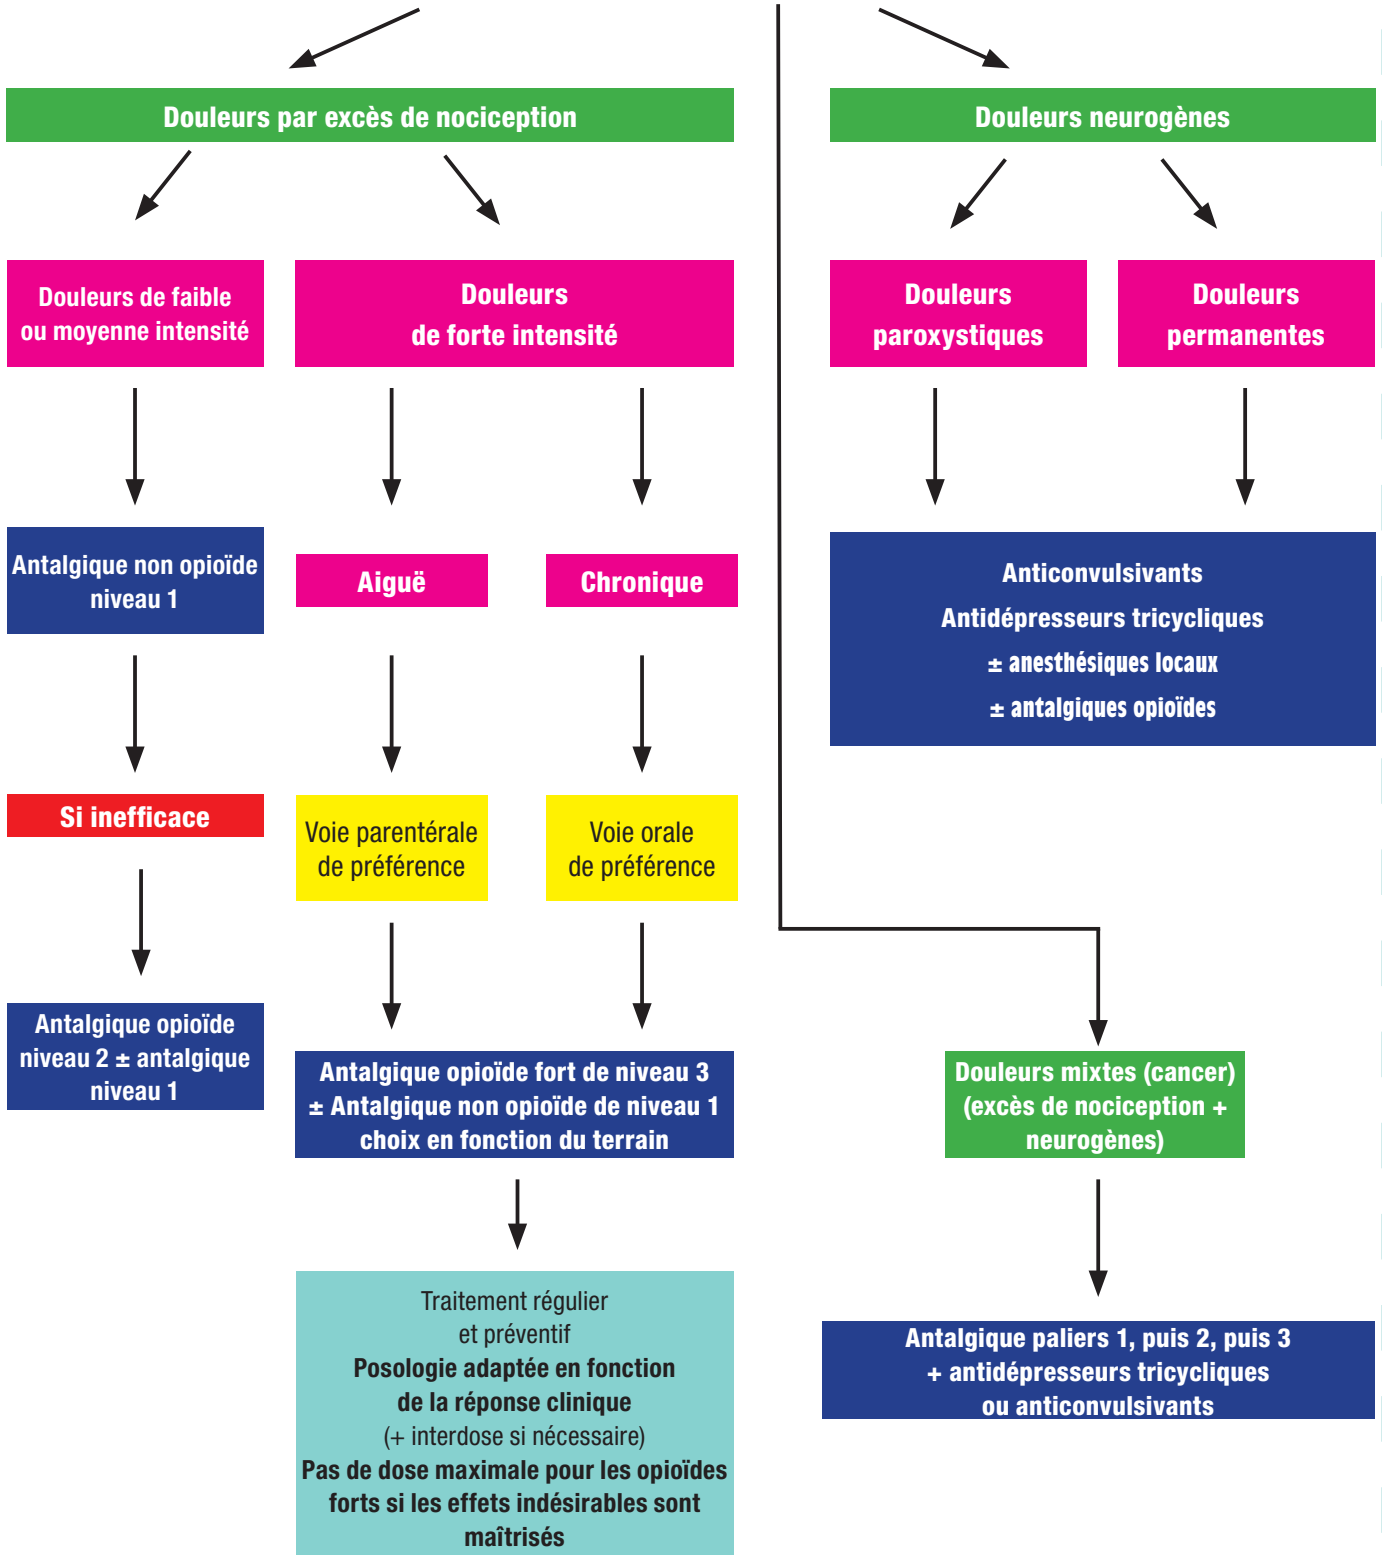 Douleurs par excès de nociception
Douleurs neurogènes
Douleurs de faible
ou moyenne intensité
Douleurs
de forte intensité
Douleurs
paroxystiques
Douleurs
permanentes
Antalgique non opioïde
niveau 1
Aiguë
Chronique
Anticonvulsivants
Antidépresseurs tricycliques
± anesthésiques locaux
± antalgiques opioïdes
Si inefficace
Voie parentérale
de préférence
Voie orale
de préférence
Antalgique opioïde
niveau 2 ± antalgique
niveau 1
Antalgique opioïde fort de niveau 3
± Antalgique non opioïde de niveau 1
choix en fonction du terrain
Douleurs mixtes (cancer)
(excès de nociception +
neurogènes)
Traitement régulier
et préventif
Posologie adaptée en fonction
de la réponse clinique
(+ interdose si nécessaire)
Pas de dose maximale pour les opioïdes
forts si les effets indésirables sont
maîtrisés
Antalgique paliers 1, puis 2, puis 3
+ antidépresseurs tricycliques
ou anticonvulsivants